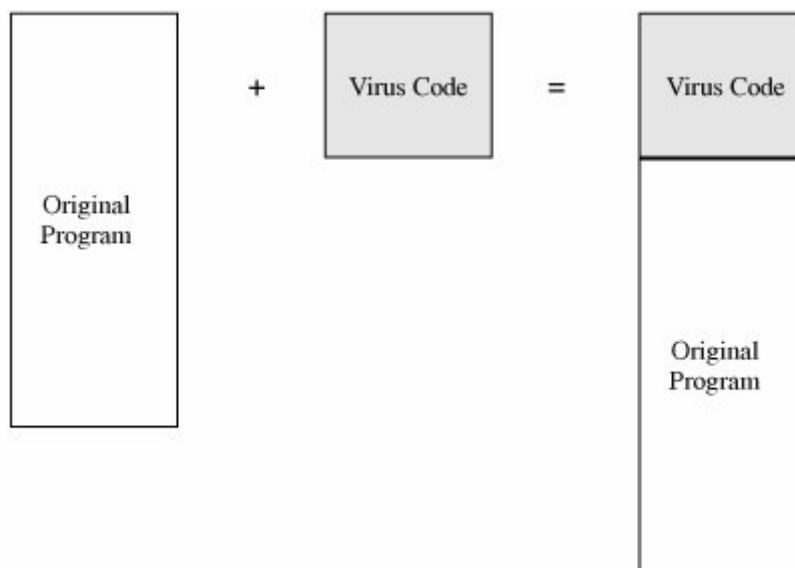 Original
Program
+
Virus Code
=
Virus Code
Original
Program